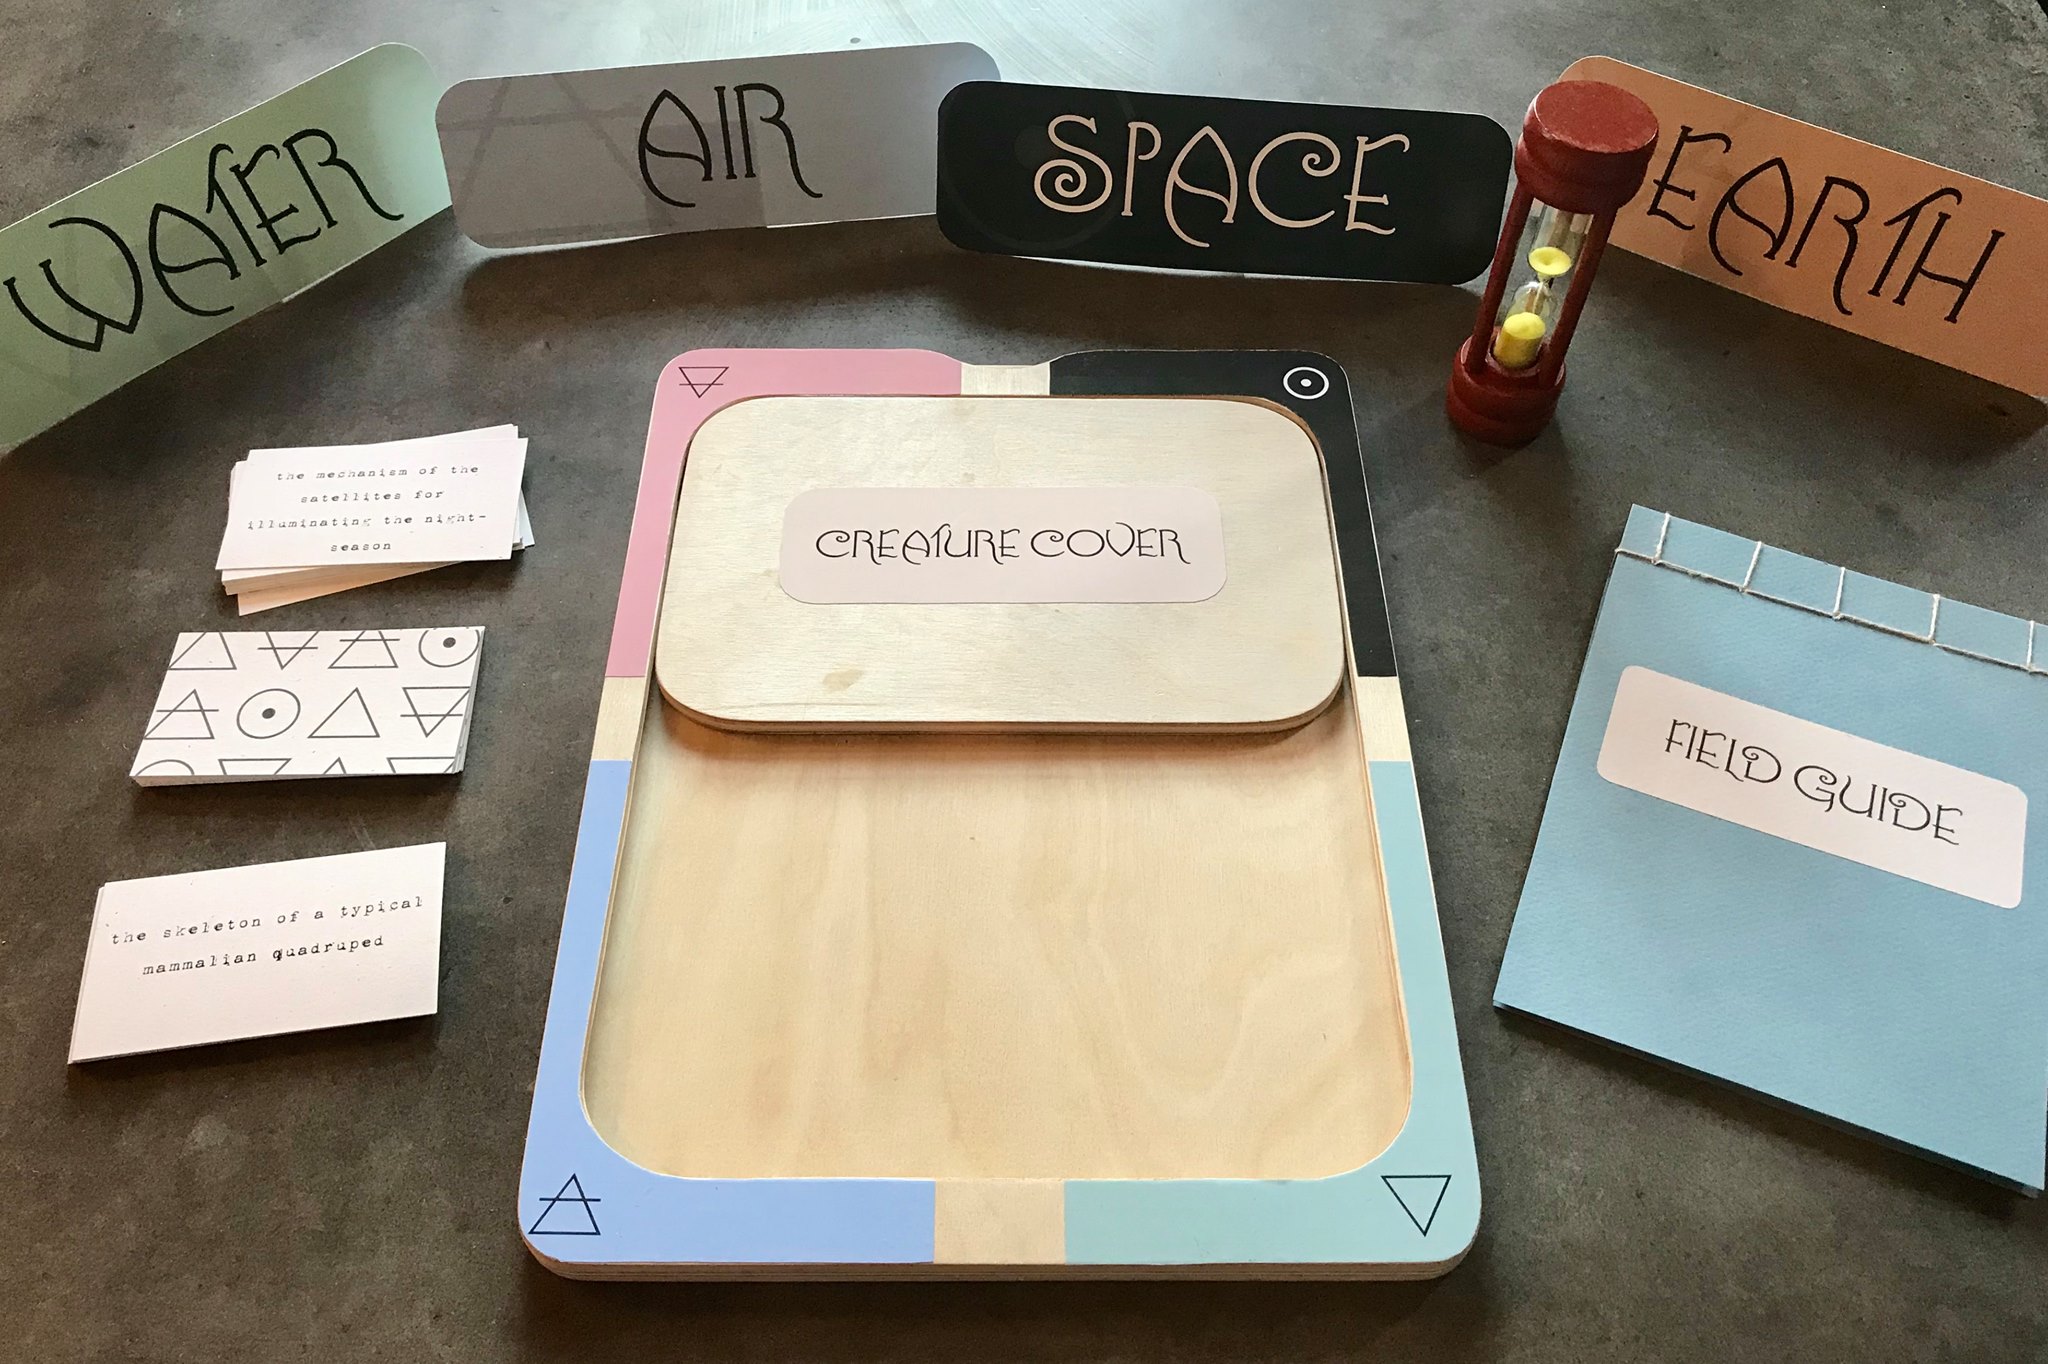 WATER
AIR
SPACE
EARTH
the mechanism of the
satellites for
illuminating the night-
season
CREATURE COVER
FIELD GUIDE
the skeleton of a typical
mammalian quadruped